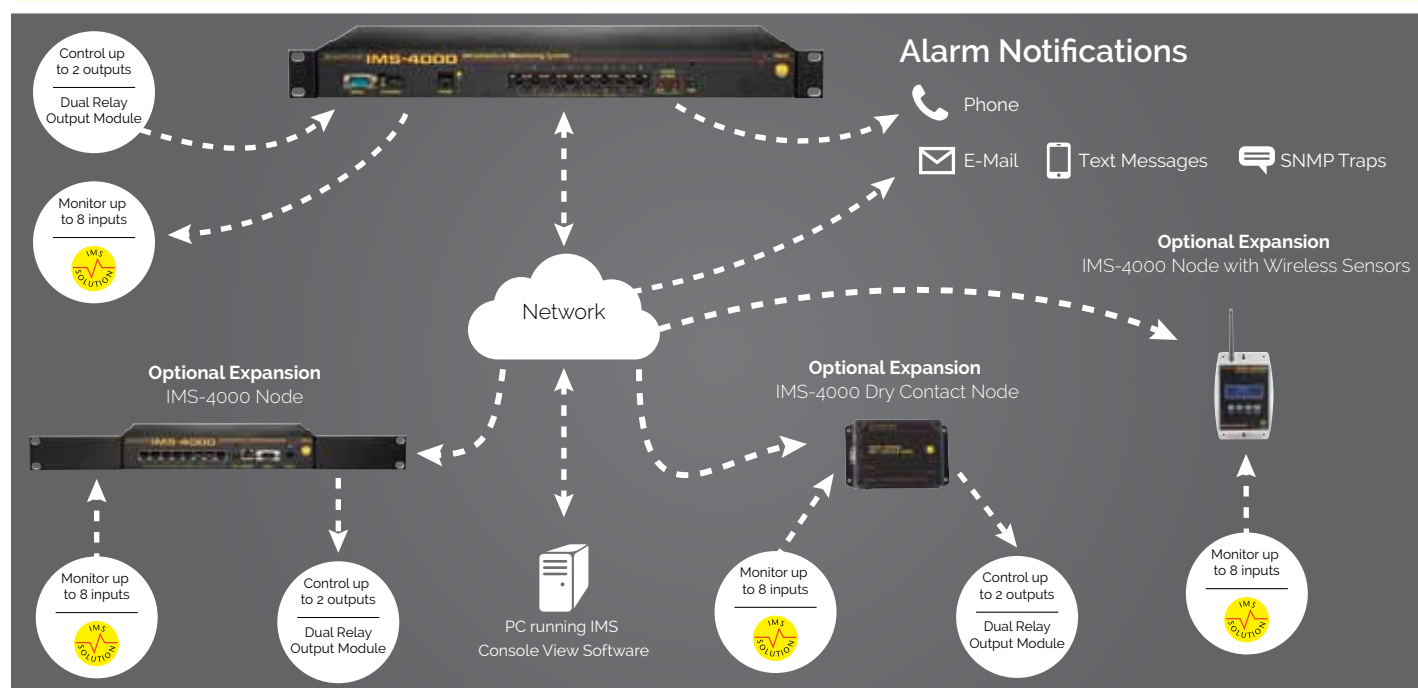 Control up
to 2 outputs
Dual Relay
Output Module
IMS-4000
Alarm Notifications
Phone
E-Mail
Text Messages
SNMP Traps
Monitor up
to 8 inputs
IMS
SOLUTION
Optional Expansion
IMS-4000 Node with Wireless Sensors
Network
Optional Expansion
IMS-4000 Node
Optional Expansion
IMS-4000 Dry Contact Node
IMS-4000
Monitor up
to 8 inputs
IMS
SOLUTION
Control up
to 2 outputs
Dual Relay
Output Module
PC running IMS
Console View Software
Monitor up
to 8 inputs
IMS
SOLUTION
Control up
to 2 outputs
Dual Relay
Output Module
Monitor up
to 8 inputs
IMS
SOLUTION